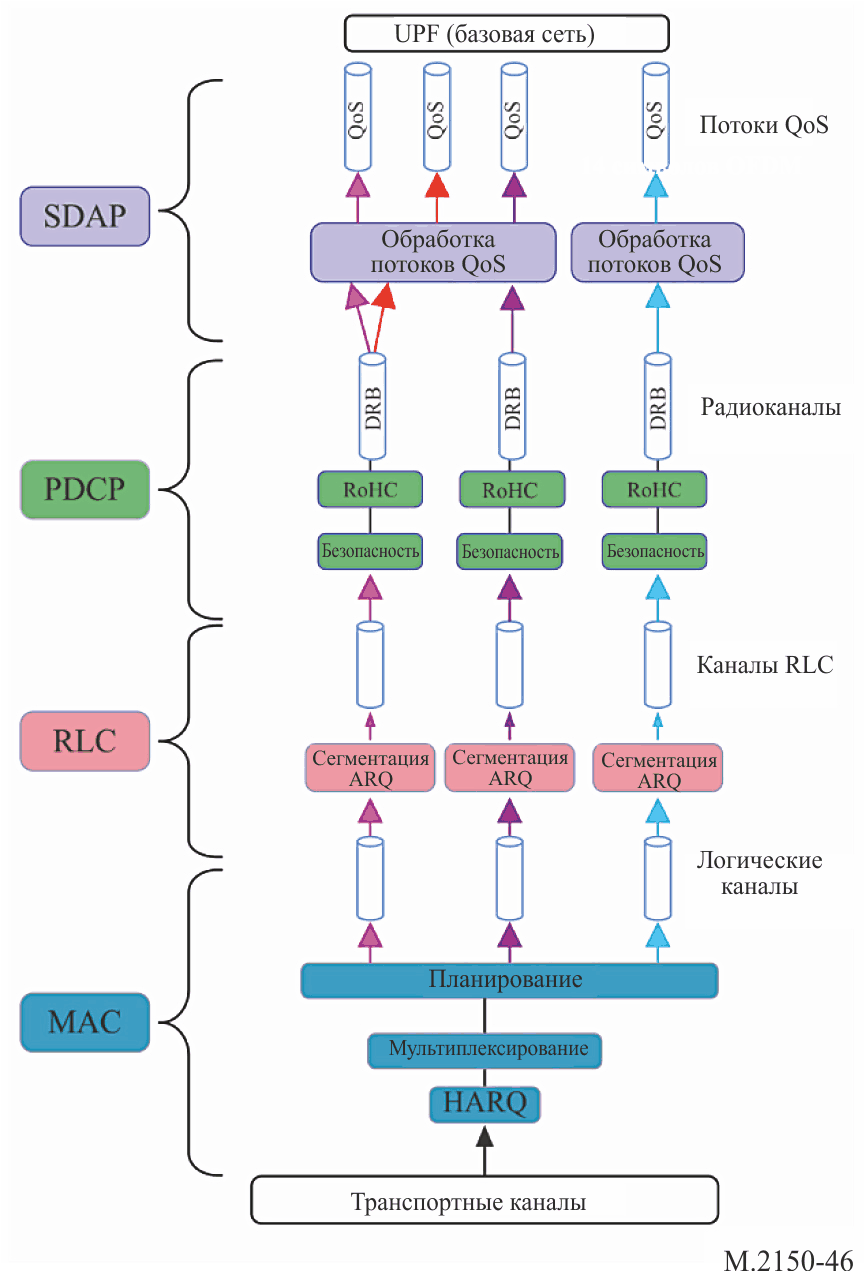 UPF (базовая сеть)
QoS
QoS
QoS
QoS
Потоки QoS
SDAP
Обработка
потоков QoS
Обработка
потоков QoS
DRB
DRB
DRB
Радиоканалы
PDCP
RoHC
RoHC
RoHC
Безопасность
Безопасность
Безопасность
Каналы RLC
RLC
Сегментация
ARQ
Сегментация
ARQ
Сегментация
ARQ
Логические
каналы
Планирование
MAC
Мультиплексирование
HARQ
Транспортные каналы
M.2150-46